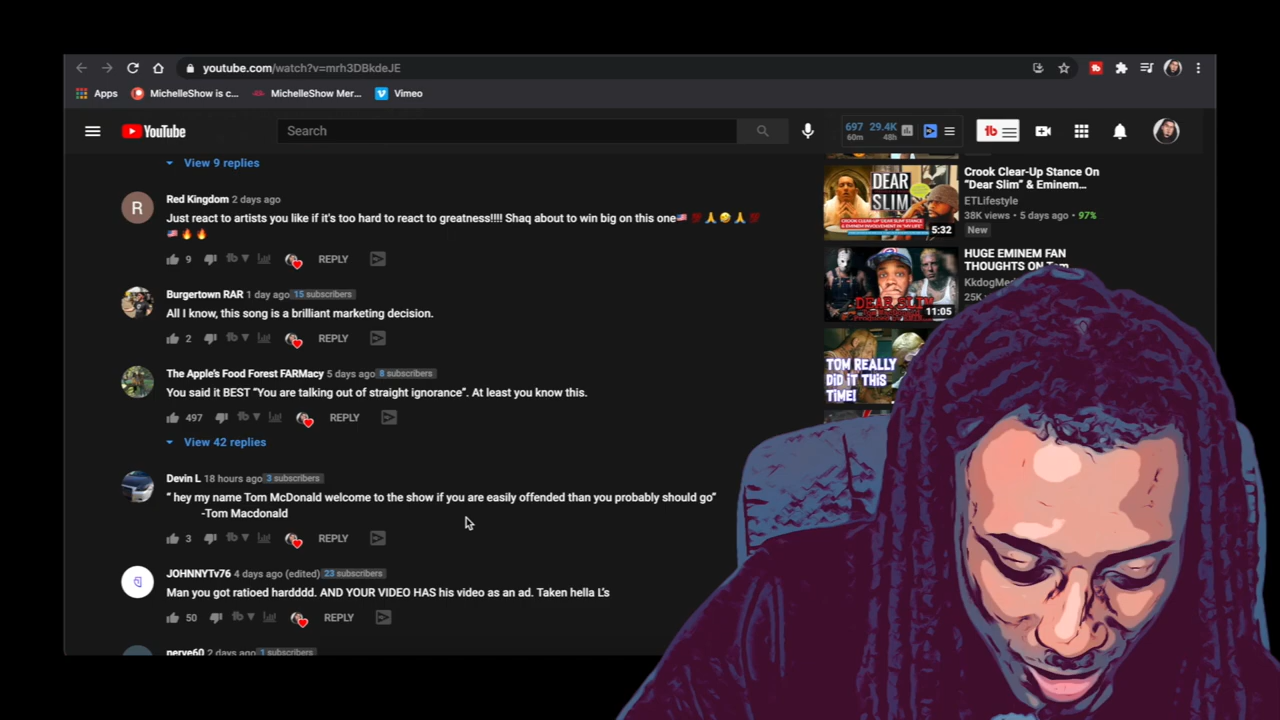 youtube.com/watch?v=mrh3DBkdeJE
Apps MichelleShow is c... MichelleShow Mer... Vimeo
YouTube
Search
697 29.4K
60m 48h
View 9 replies
Red Kingdom 2 days ago
Just react to artists you like if it's too hard to react to greatness!!!! Shaq about to win big on this one🇺🇸💯🙏🤣🙏💯
🇺🇸🔥🔥
9 REPLY
Burgertown RAR 1 day ago 15 subscribers
All I know, this song is a brilliant marketing decision.
2 REPLY
The Apple's Food Forest FARMacy 5 days ago 8 subscribers
You said it BEST “You are talking out of straight ignorance”. At least you know this.
497 REPLY
View 42 replies
Devin L 18 hours ago 3 subscribers
“ hey my name Tom McDonald welcome to the show if you are easily offended than you probably should go”
-Tom Macdonald
3 REPLY
JOHNNYTv76 4 days ago (edited) 23 subscribers
Man you got ratioed hardddd. AND YOUR VIDEO HAS his video as an ad. Taken hella L's
50 REPLY
nerve60 2 days ago 1 subscribers
DEAR
SLIM
5:32
Crook Clear-Up Stance On
“Dear Slim” & Eminem...
ETLifestyle
38K views • 5 days ago • 97%
New
DEAR SLIM
11:05
HUGE EMINEM FAN
THOUGHTS ON
25K
TOM REALLY
DID IT THIS
TIME!